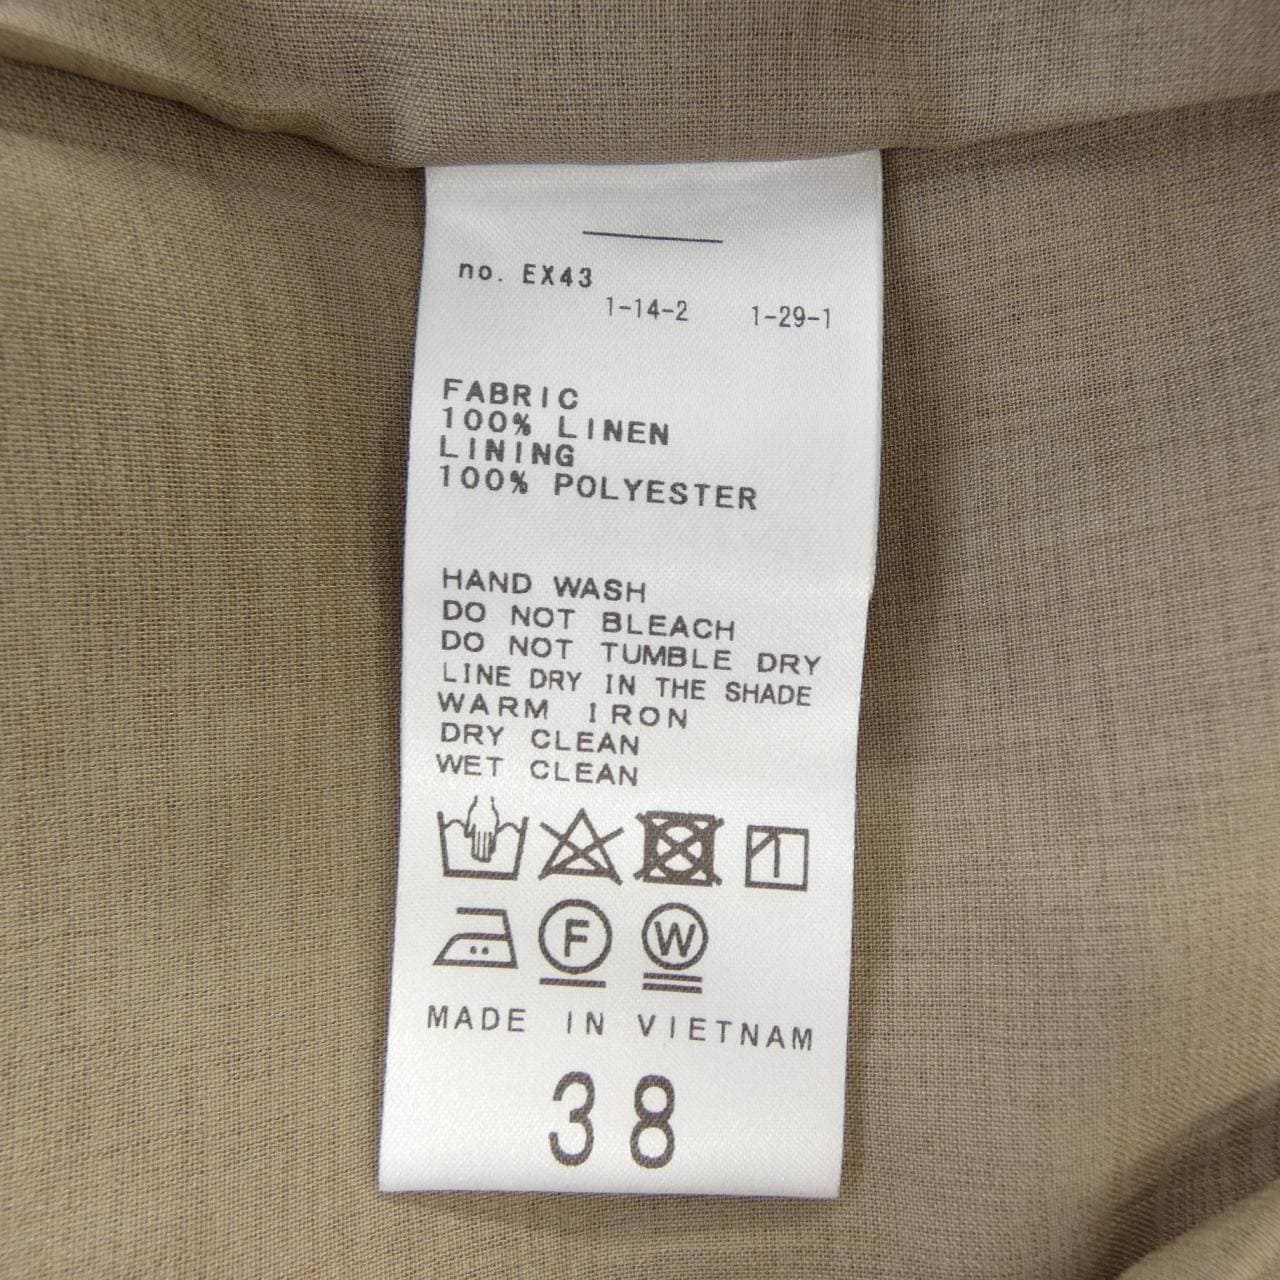 no. EX43
1-14-2 1-29-1
FABRIC
100% LINEN
LINING
100% POLYESTER
HAND WASH
DO NOT BLEACH
DO NOT TUMBLE DRY
LINE DRY IN THE SHADE
WARM IRON
DRY CLEAN
WET CLEAN
F W
MADE IN VIETNAM
38